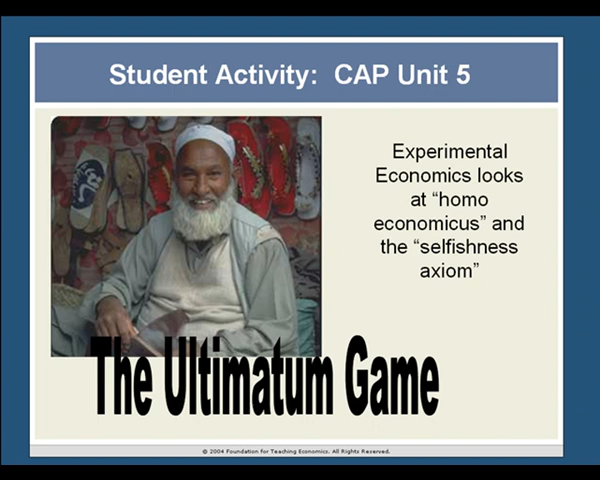 Student Activity:  CAP Unit 5
Experimental
Economics looks
at “homo
economicus” and
the “selfishness
axiom”
The Ultimatum Game
© 2004 Foundation for Teaching Economics. All Rights Reserved.